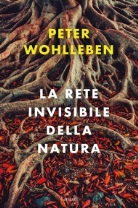 PETER
WOHLLEBEN
LA RETE
INVISIBILE
DELLA
NATURA